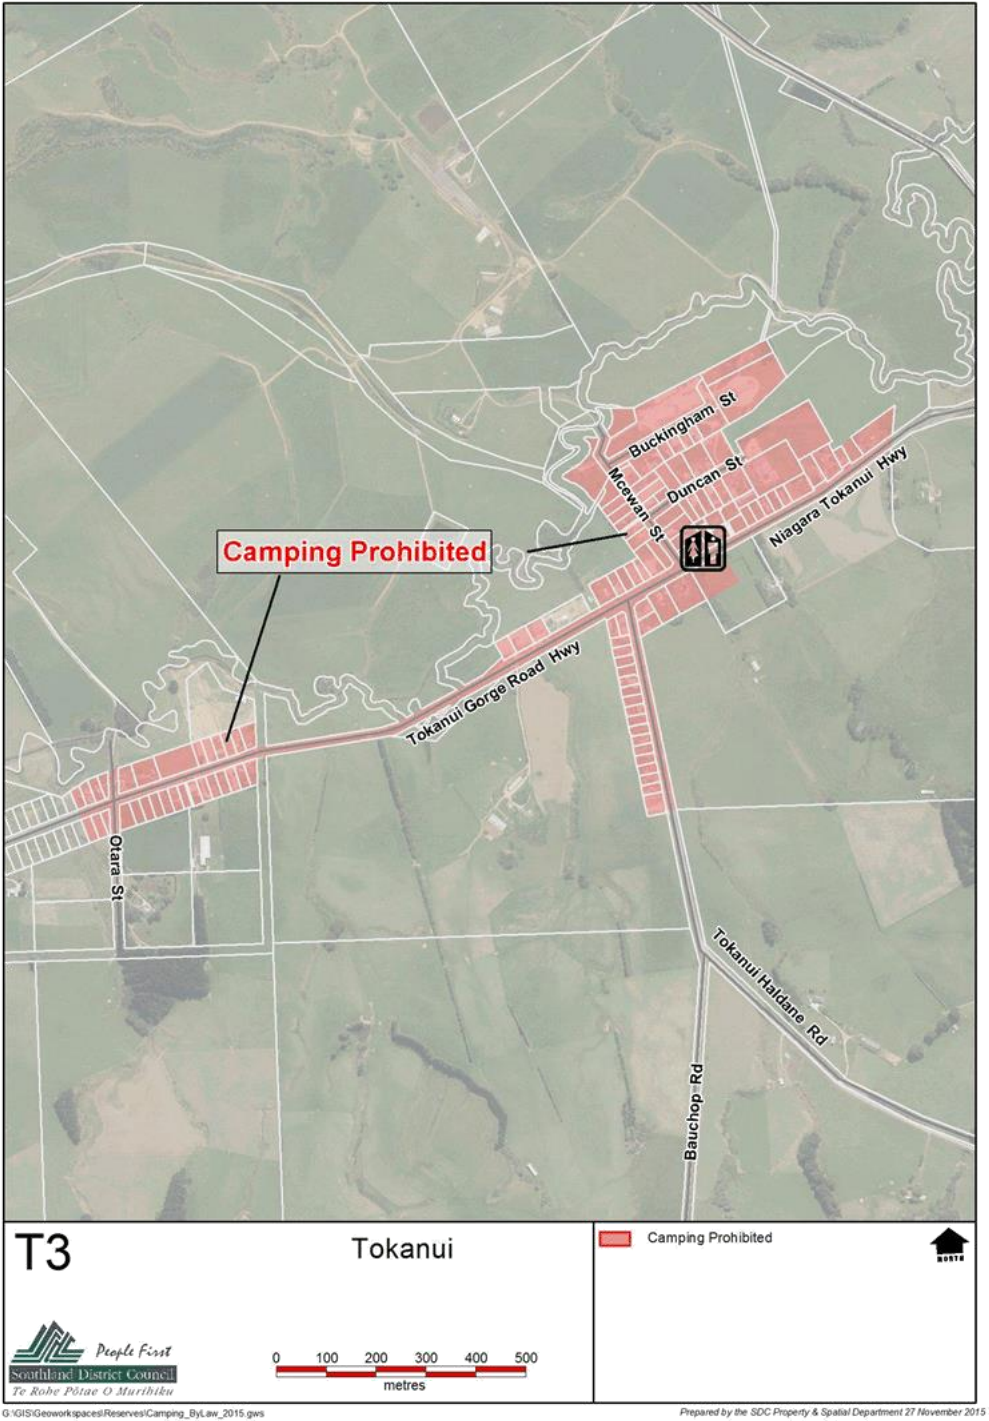 Buckingham St
Duncan St
Mcewan St
Niagara Tokanui Hwy
Camping Prohibited
Tokanui Gorge Road Hwy
Otara St
Tokanui Haldane Rd
Bauchop Rd
T3
Tokanui
Camping Prohibited
NORTH
People First
Southland District Council
Te Rohe Pōtae O Murihiku
0 100 200 300 400 500
metres
G:\GIS\Geoworkspaces\Reserves\Camping_ByLaw_2015.gws
Prepared by the SDC Property & Spatial Department 27 November 2015